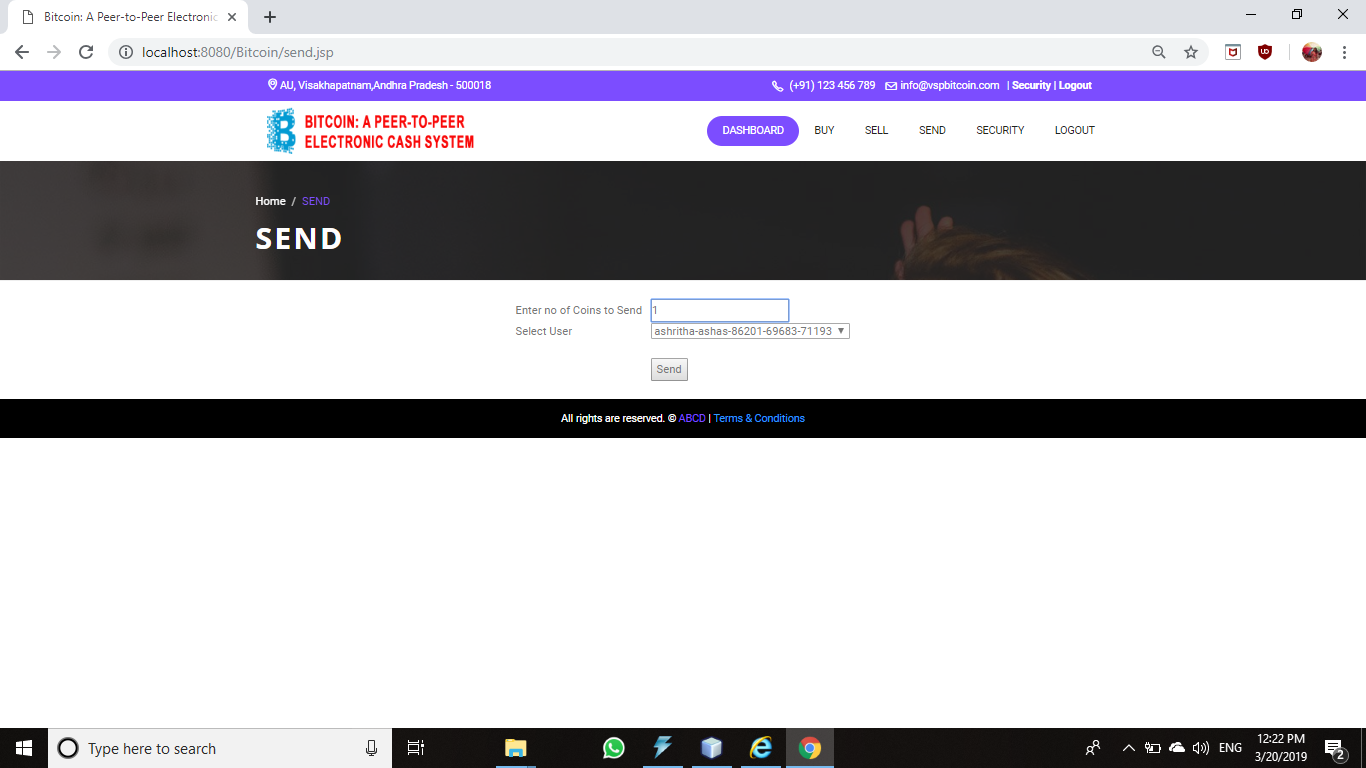 Bitcoin: A Peer-to-Peer Electronic
localhost:8080/Bitcoin/send.jsp
AU, Visakhapatnam,Andhra Pradesh - 500018
(+91) 123 456 789 info@vspbitcoin.com | Security | Logout
BITCOIN: A PEER-TO-PEER
ELECTRONIC CASH SYSTEM
DASHBOARD BUY SELL SEND SECURITY LOGOUT
Home / SEND
SEND
Enter no of Coins to Send 1
Select User ashritha-ashas-86201-69683-71193
Send
All rights are reserved. © ABCD | Terms & Conditions
Type here to search
ENG
12:22 PM
3/20/2019
2